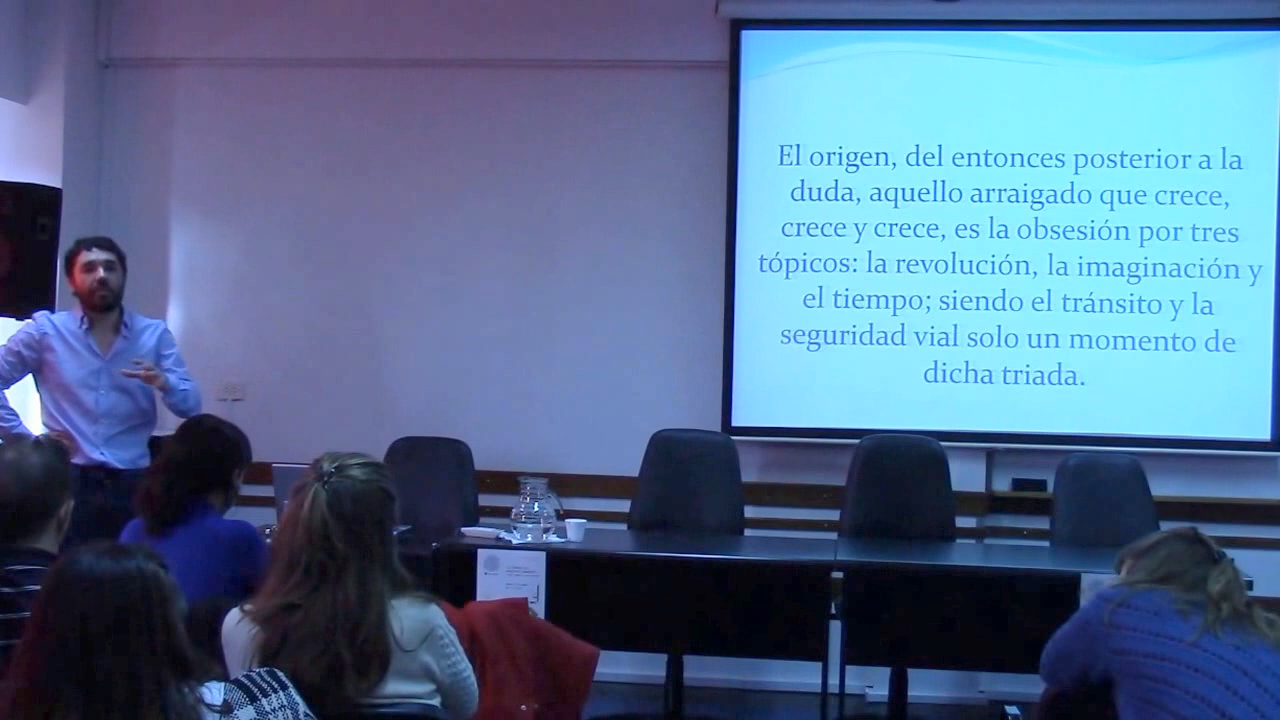 El origen, del entonces posterior a la
duda, aquello arraigado que crece,
crece y crece, es la obsesión por tres
tópicos: la revolución, la imaginación y
el tiempo; siendo el tránsito y la
seguridad vial solo un momento de
dicha triada.